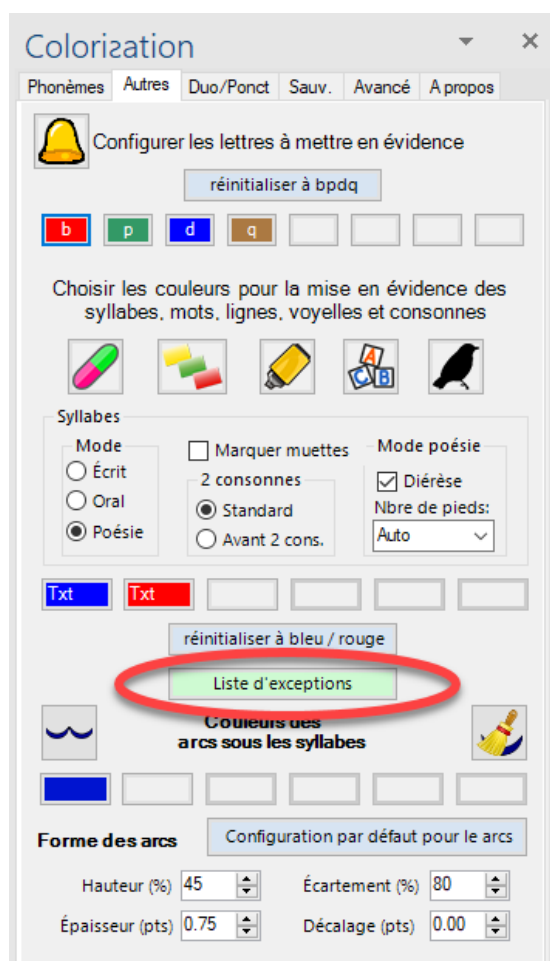 Colorization
Phonèmes Autres Duo/Ponct Sauv. Avancé A propos
Configurer les lettres à mettre en évidence
réinitialiser à bpdq
b p d q
Choisir les couleurs pour la mise en évidence des
syllabes, mots, lignes, voyelles et consonnes
A C B
Syllabes
Mode
Écrit
Oral
Poésie
Marquer muettes
2 consonnes
Standard
Avant 2 cons.
Mode poésie
Diérèse
Nbre de pieds:
Auto
Txt Txt
réinitialiser à bleu / rouge
Liste d'exceptions
Couleurs des
arcs sous les syllabes
Forme des arcs Configuration par défaut pour le arcs
Hauteur (%) 45 Écartement (%) 80
Épaisseur (pts) 0.75 Décalage (pts) 0.00